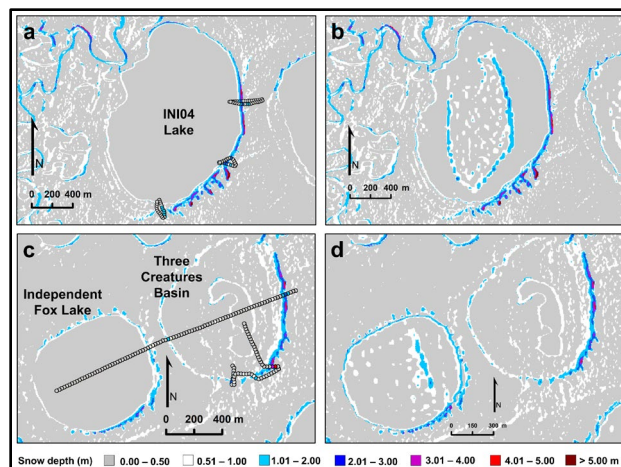 a
INI04
Lake
N
0 200 400 m
b
N
0 200 400 m
c
Three
Creatures
Basin
Independent
Fox Lake
N
0 200 400 m
d
N
0 150 300 m
Snow depth (m) 0.00 – 0.50 0.51 – 1.00 1.01 – 2.00 2.01 – 3.00 3.01 – 4.00 4.01 – 5.00 > 5.00 m